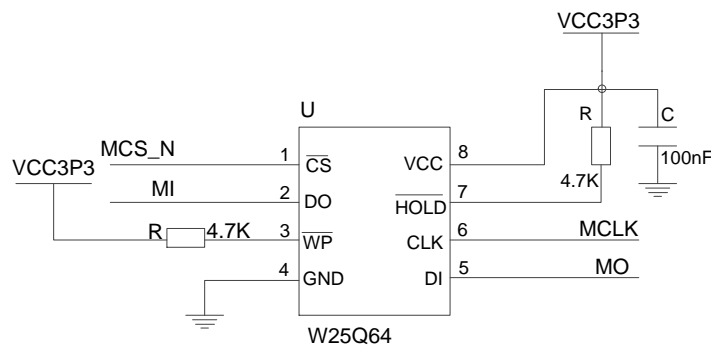 VCC3P3
U
R
C
MCS_N
1
CS
VCC
8
100nF
VCC3P3
MI
2
DO
HOLD
7
4.7K
R
4.7K
3
WP
CLK
6
MCLK
4
GND
DI
5
MO
W25Q64